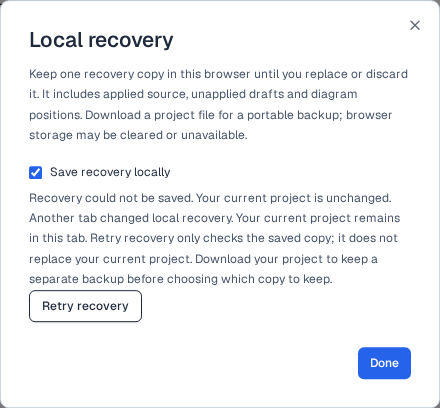 Local recovery
Keep one recovery copy in this browser until you replace or discard
it. It includes applied source, unapplied drafts and diagram
positions. Download a project file for a portable backup; browser
storage may be cleared or unavailable.
Save recovery locally
Recovery could not be saved. Your current project is unchanged.
Another tab changed local recovery. Your current project remains
in this tab. Retry recovery only checks the saved copy; it does not
replace your current project. Download your project to keep a
separate backup before choosing which copy to keep.
Retry recovery
Done